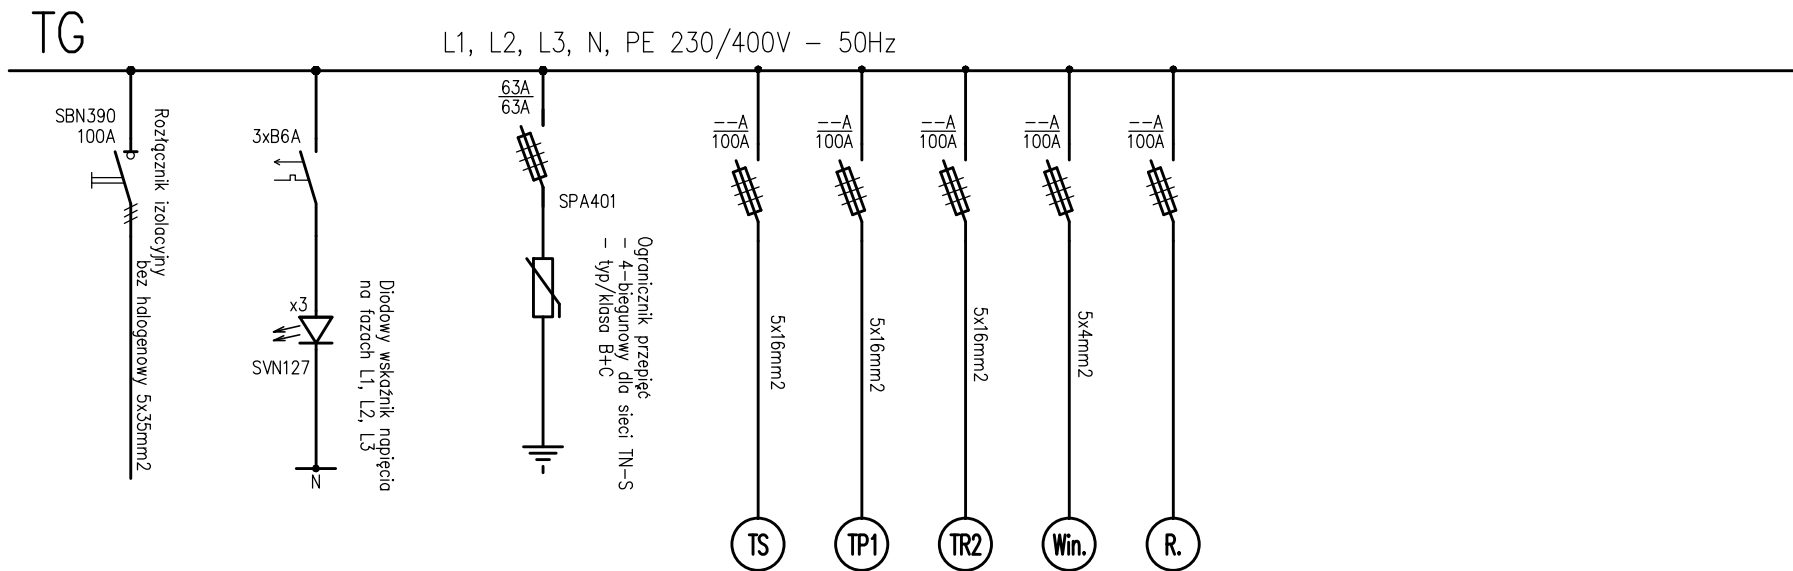 TG
L1, L2, L3, N, PE 230/400V – 50Hz
SBN390
100A
Rozłącznik izolacyjny
bez halogenowy 5x35mm2
3xB6A
x3
SVN127
N
Diodowy wskaźnik napięcia
na fazach L1, L2, L3
63A
63A
SPA401
Ogranicznik przepięć
– 4–biegunowy dla sieci TN–S
– typ/klasa B+C
––A
100A
5x16mm2
TS
––A
100A
5x16mm2
TP1
––A
100A
5x16mm2
TR2
––A
100A
5x4mm2
Win.
––A
100A
R.